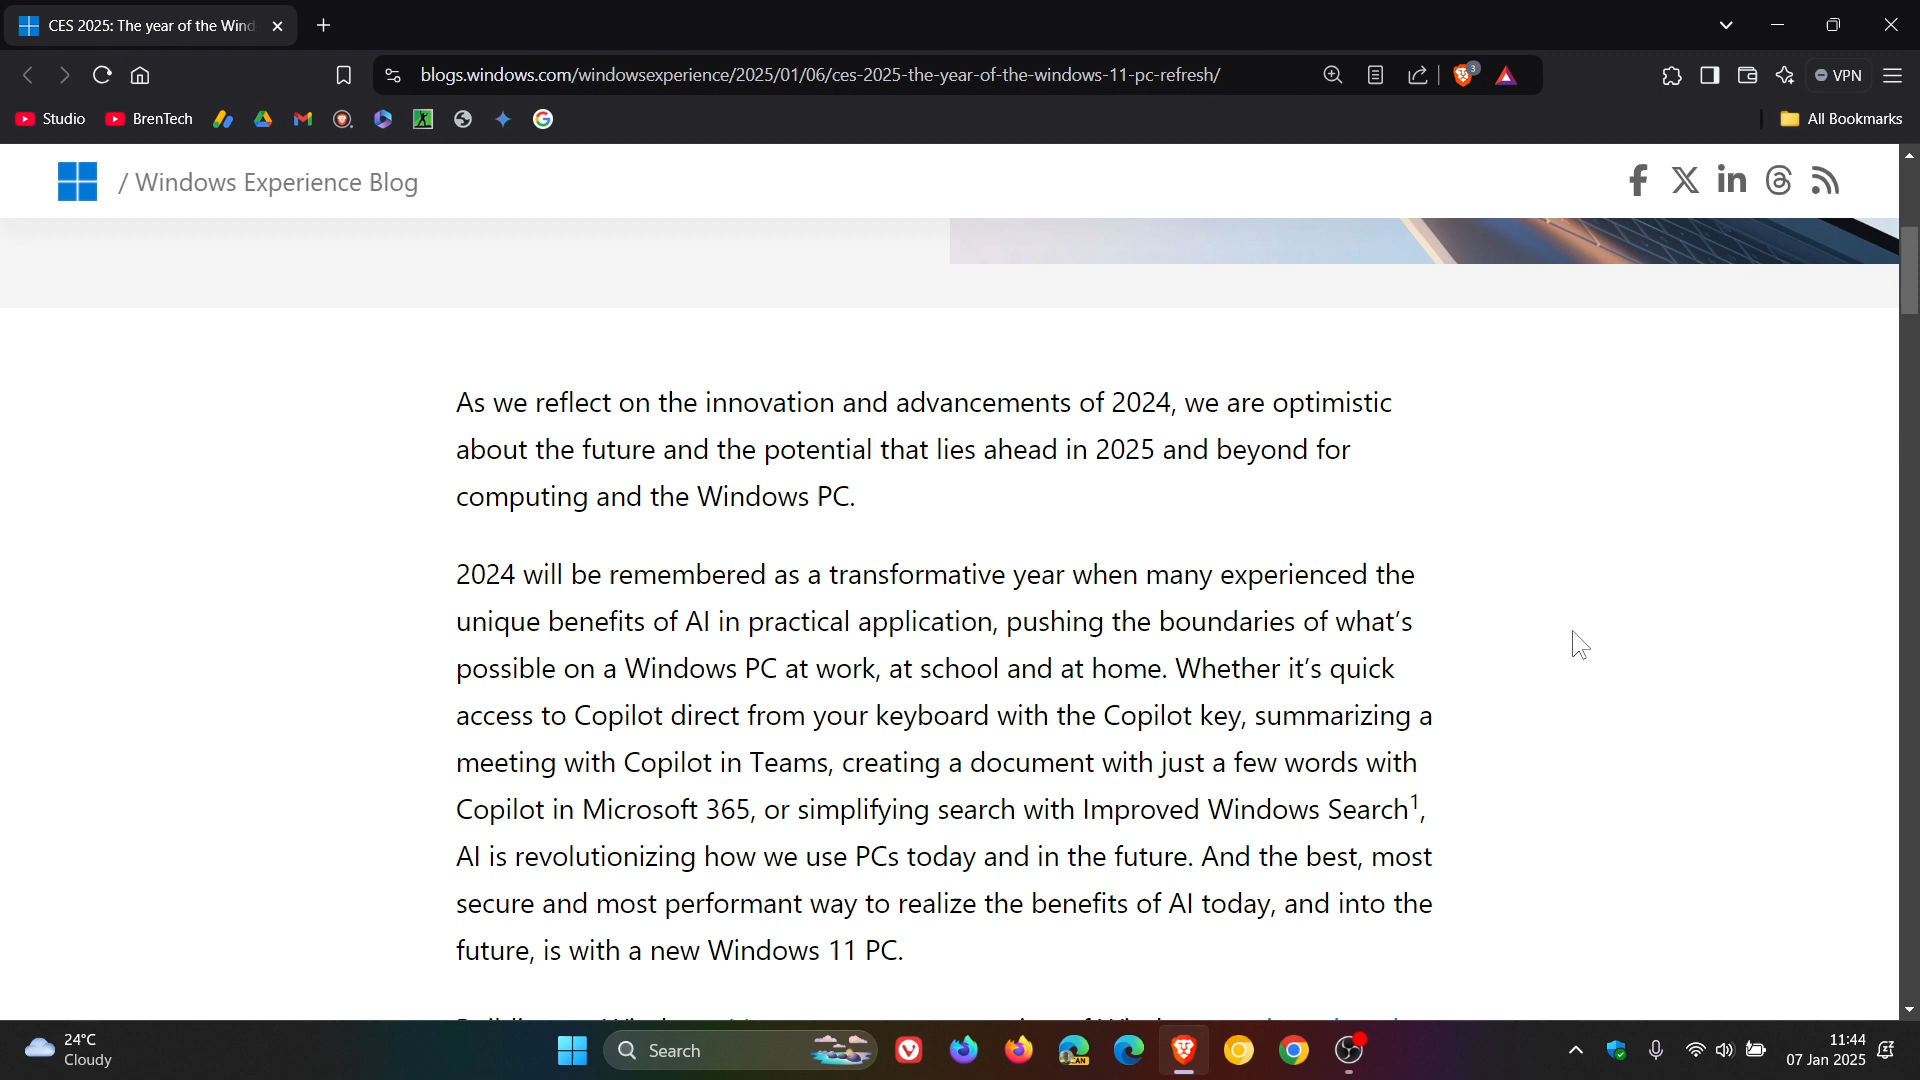 CES 2025: The year of the Wind
blogs.windows.com/windowsexperience/2025/01/06/ces-2025-the-year-of-the-windows-11-pc-refresh/
3
VPN
Studio
BrenTech
All Bookmarks
/ Windows Experience Blog
As we reflect on the innovation and advancements of 2024, we are optimistic
about the future and the potential that lies ahead in 2025 and beyond for
computing and the Windows PC.
2024 will be remembered as a transformative year when many experienced the
unique benefits of AI in practical application, pushing the boundaries of what’s
possible on a Windows PC at work, at school and at home. Whether it’s quick
access to Copilot direct from your keyboard with the Copilot key, summarizing a
meeting with Copilot in Teams, creating a document with just a few words with
Copilot in Microsoft 365, or simplifying search with Improved Windows Search¹,
AI is revolutionizing how we use PCs today and in the future. And the best, most
secure and most performant way to realize the benefits of AI today, and into the
future, is with a new Windows 11 PC.
24°C
Cloudy
Search
CAN
11:44
07 Jan 2025